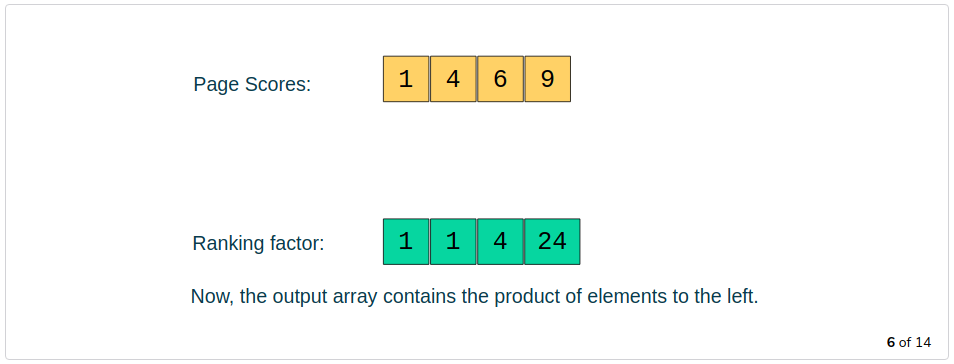 Page Scores: 1 4 6 9
Ranking factor: 1 1 4 24
Now, the output array contains the product of elements to the left.
6 of 14